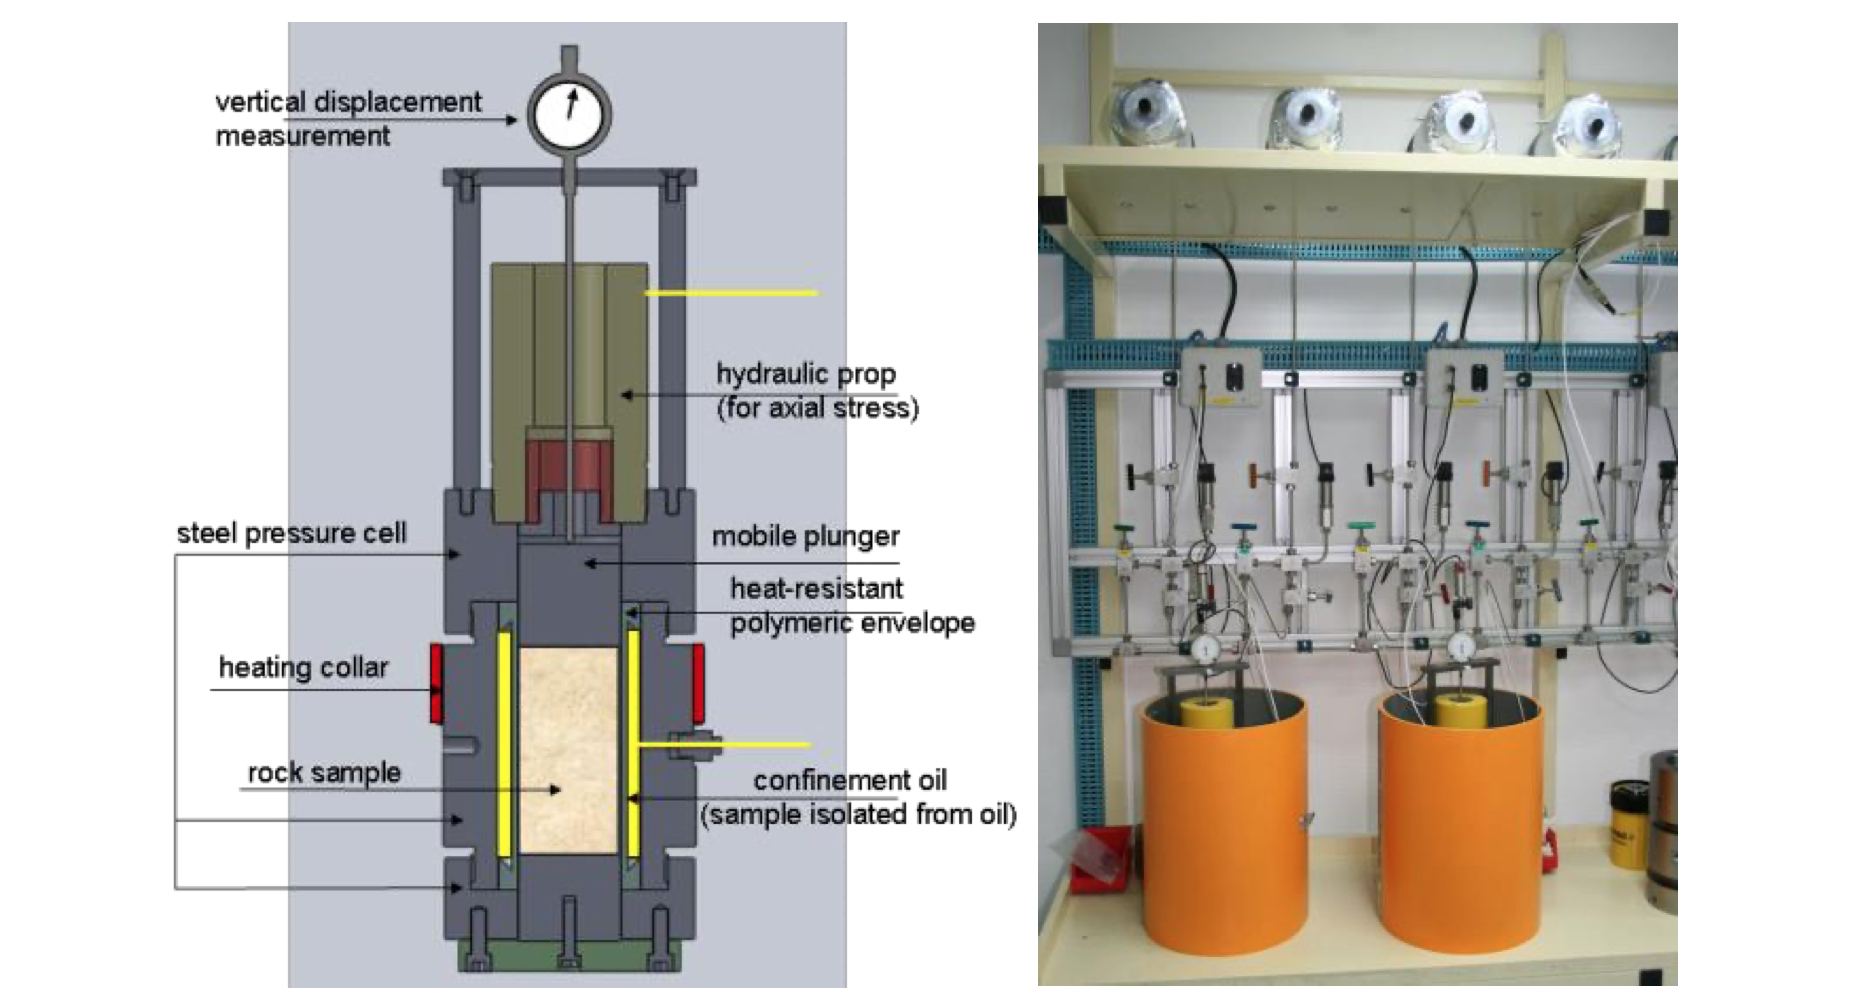 vertical displacement
measurement
hydraulic prop
(for axial stress)
steel pressure cell
mobile plunger
heat-resistant
polymeric envelope
heating collar
rock sample
confinement oil
(sample isolated from oil)